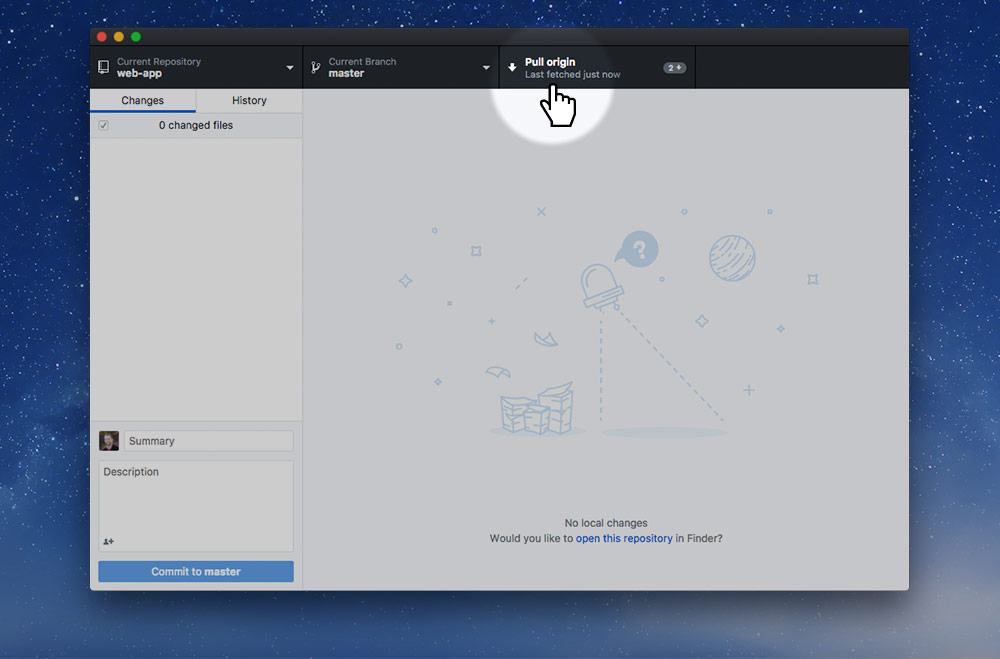 Current Repository
web-app
Current Branch
master
Pull origin
Last fetched just now
2
Changes
History
0 changed files
?
Summary
Description
Commit to master
No local changes
Would you like to open this repository in Finder?